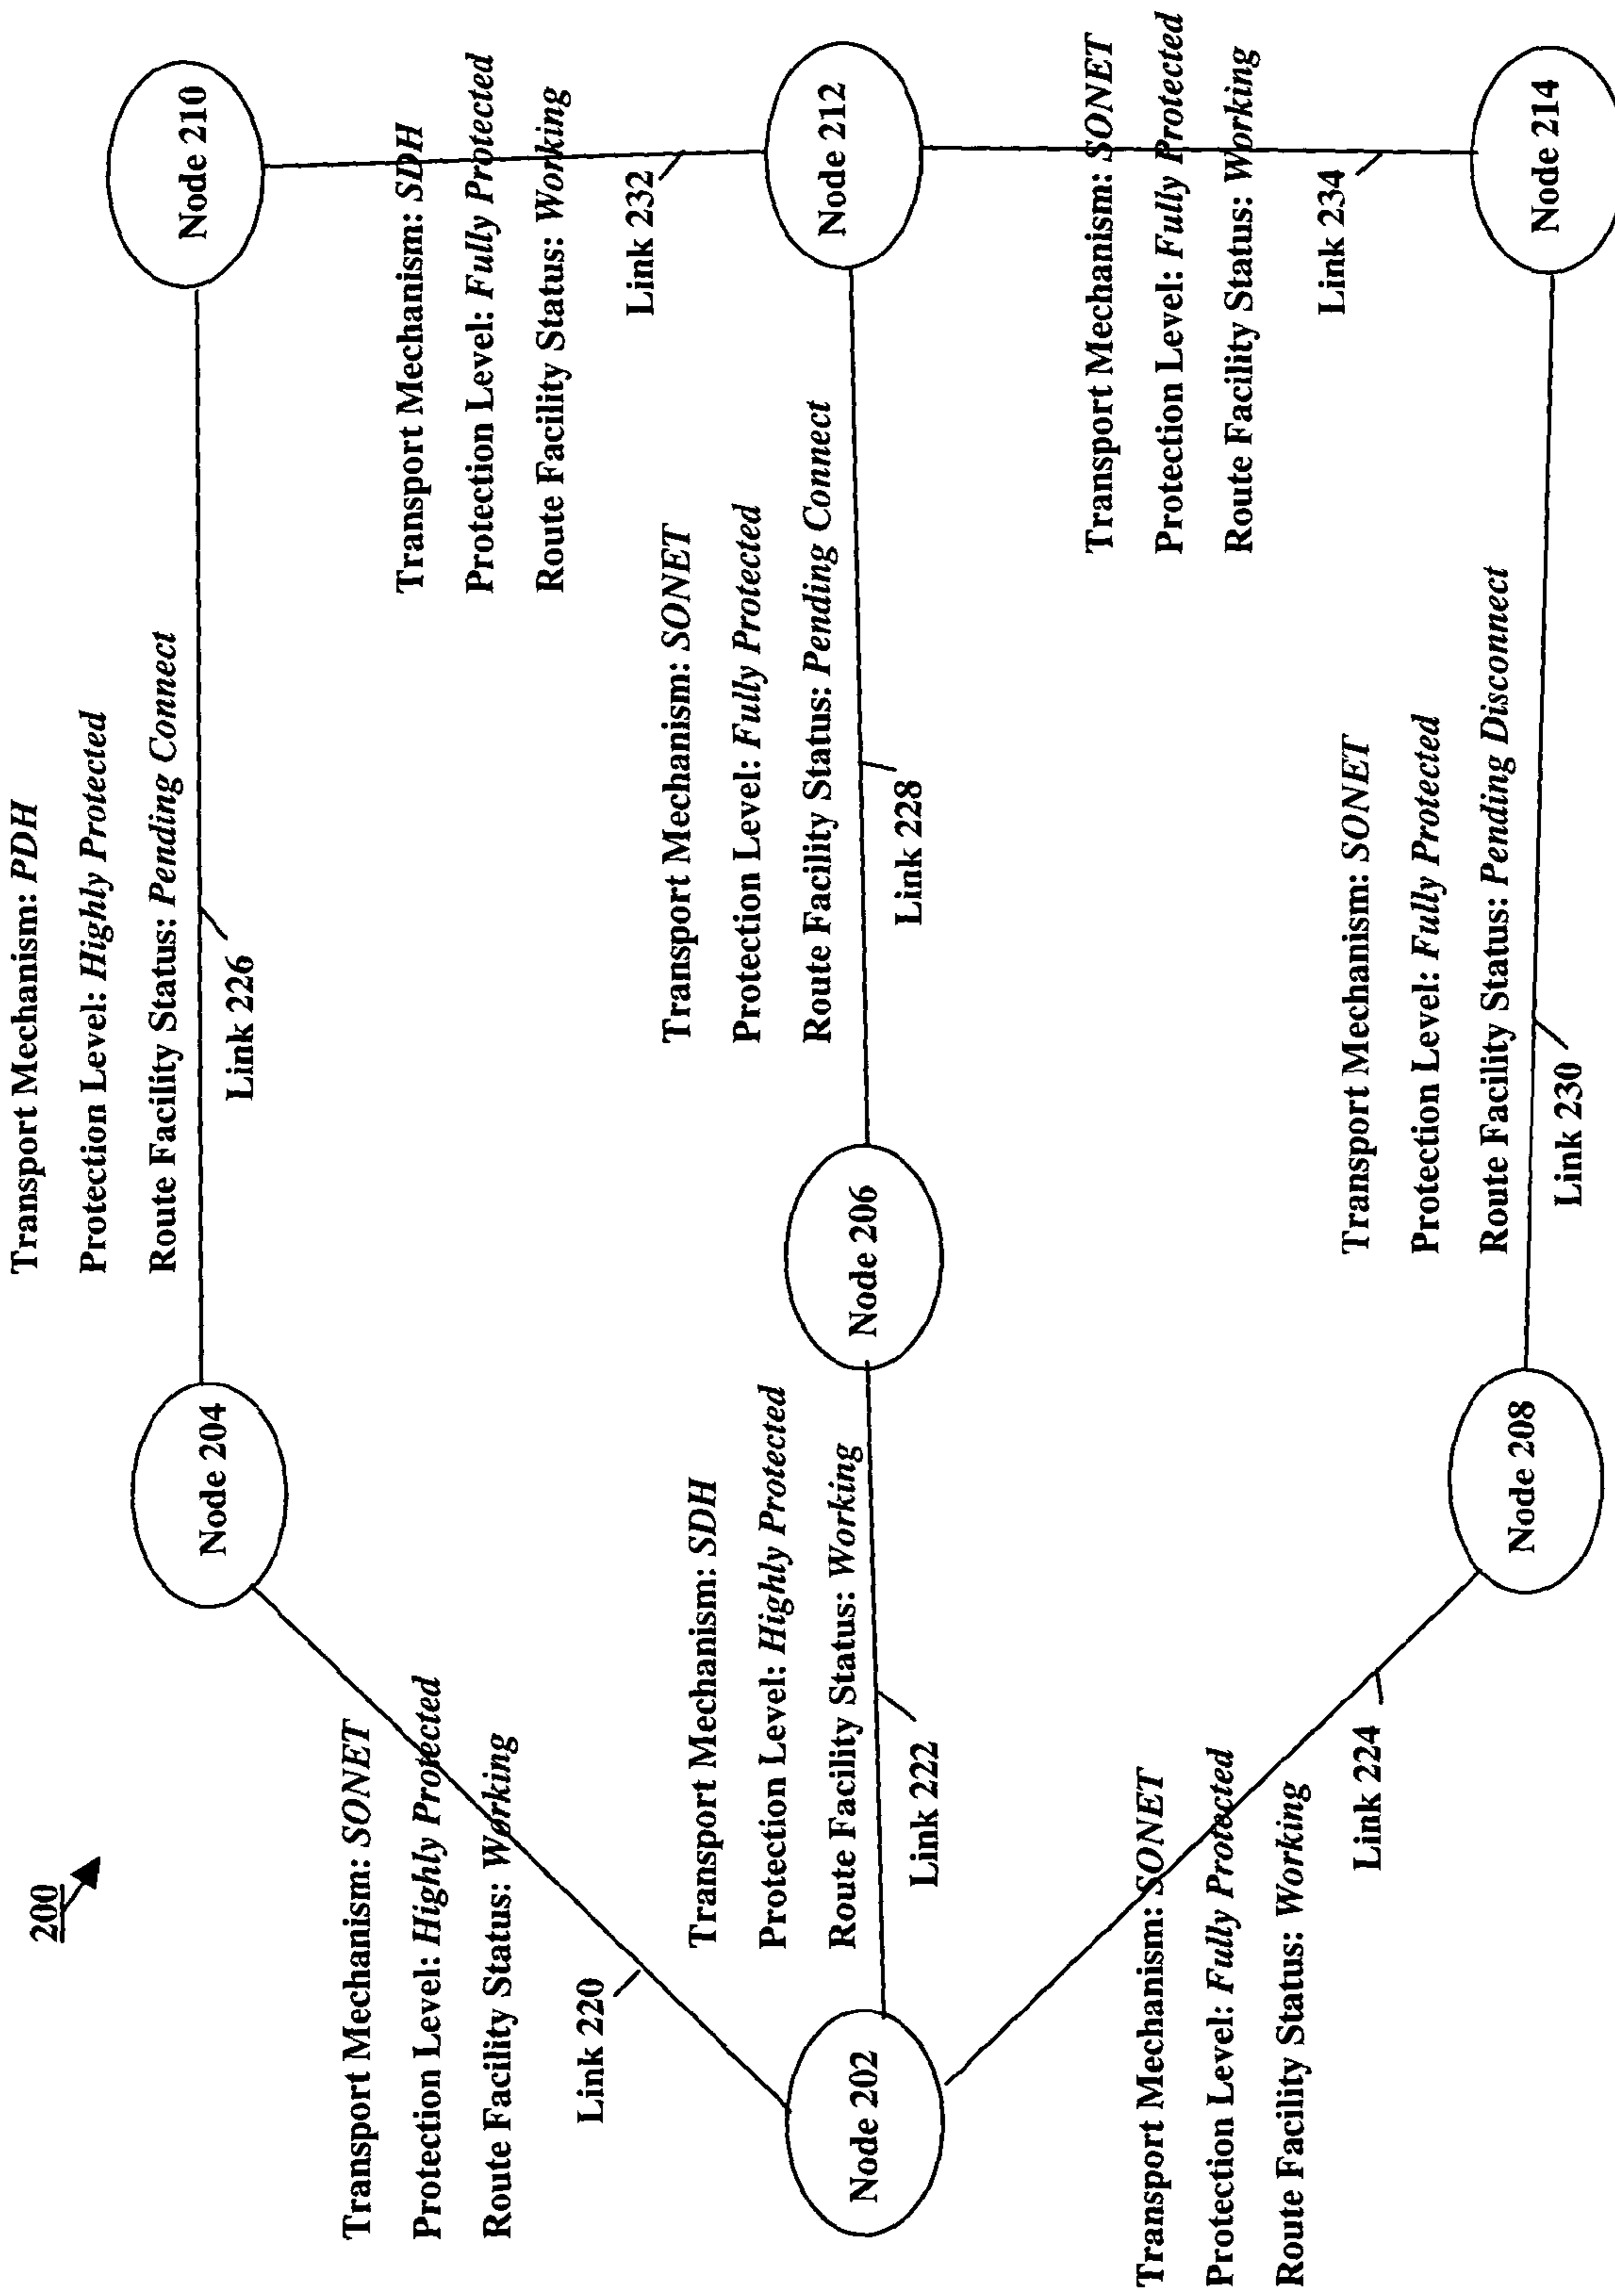 200
Transport Mechanism: PDH
Protection Level: Highly Protected
Route Facility Status: Pending Connect
Link 226
Node 204
Node 210
Transport Mechanism: SONET
Protection Level: Highly Protected
Route Facility Status: Working
Link 220
Transport Mechanism: SDH
Protection Level: Fully Protected
Route Facility Status: Working
Link 232
Transport Mechanism: SDH
Protection Level: Highly Protected
Route Facility Status: Working
Link 222
Transport Mechanism: SONET
Protection Level: Fully Protected
Route Facility Status: Pending Connect
Link 228
Node 202
Node 206
Node 212
Transport Mechanism: SONET
Protection Level: Fully Protected
Route Facility Status: Working
Link 224
Transport Mechanism: SONET
Protection Level: Fully Protected
Route Facility Status: Working
Link 234
Transport Mechanism: SONET
Protection Level: Fully Protected
Route Facility Status: Pending Disconnect
Link 230
Node 208
Node 214